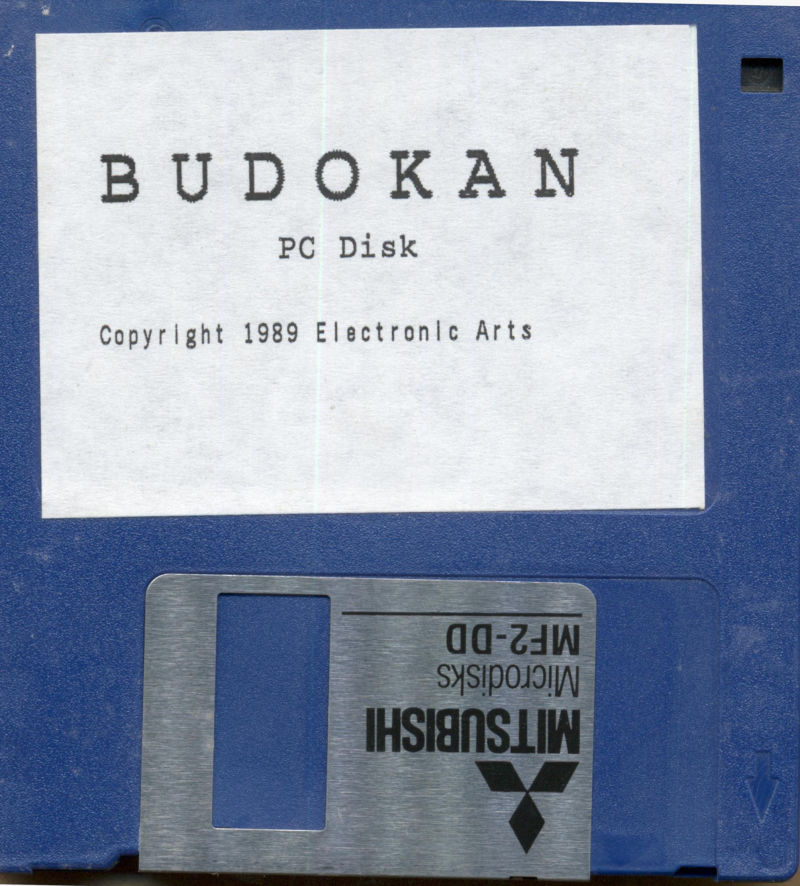 BUDOKAN
PC Disk
Copyright 1989 Electronic Arts
MF2-DD
Microdisks
MITSUBISHI